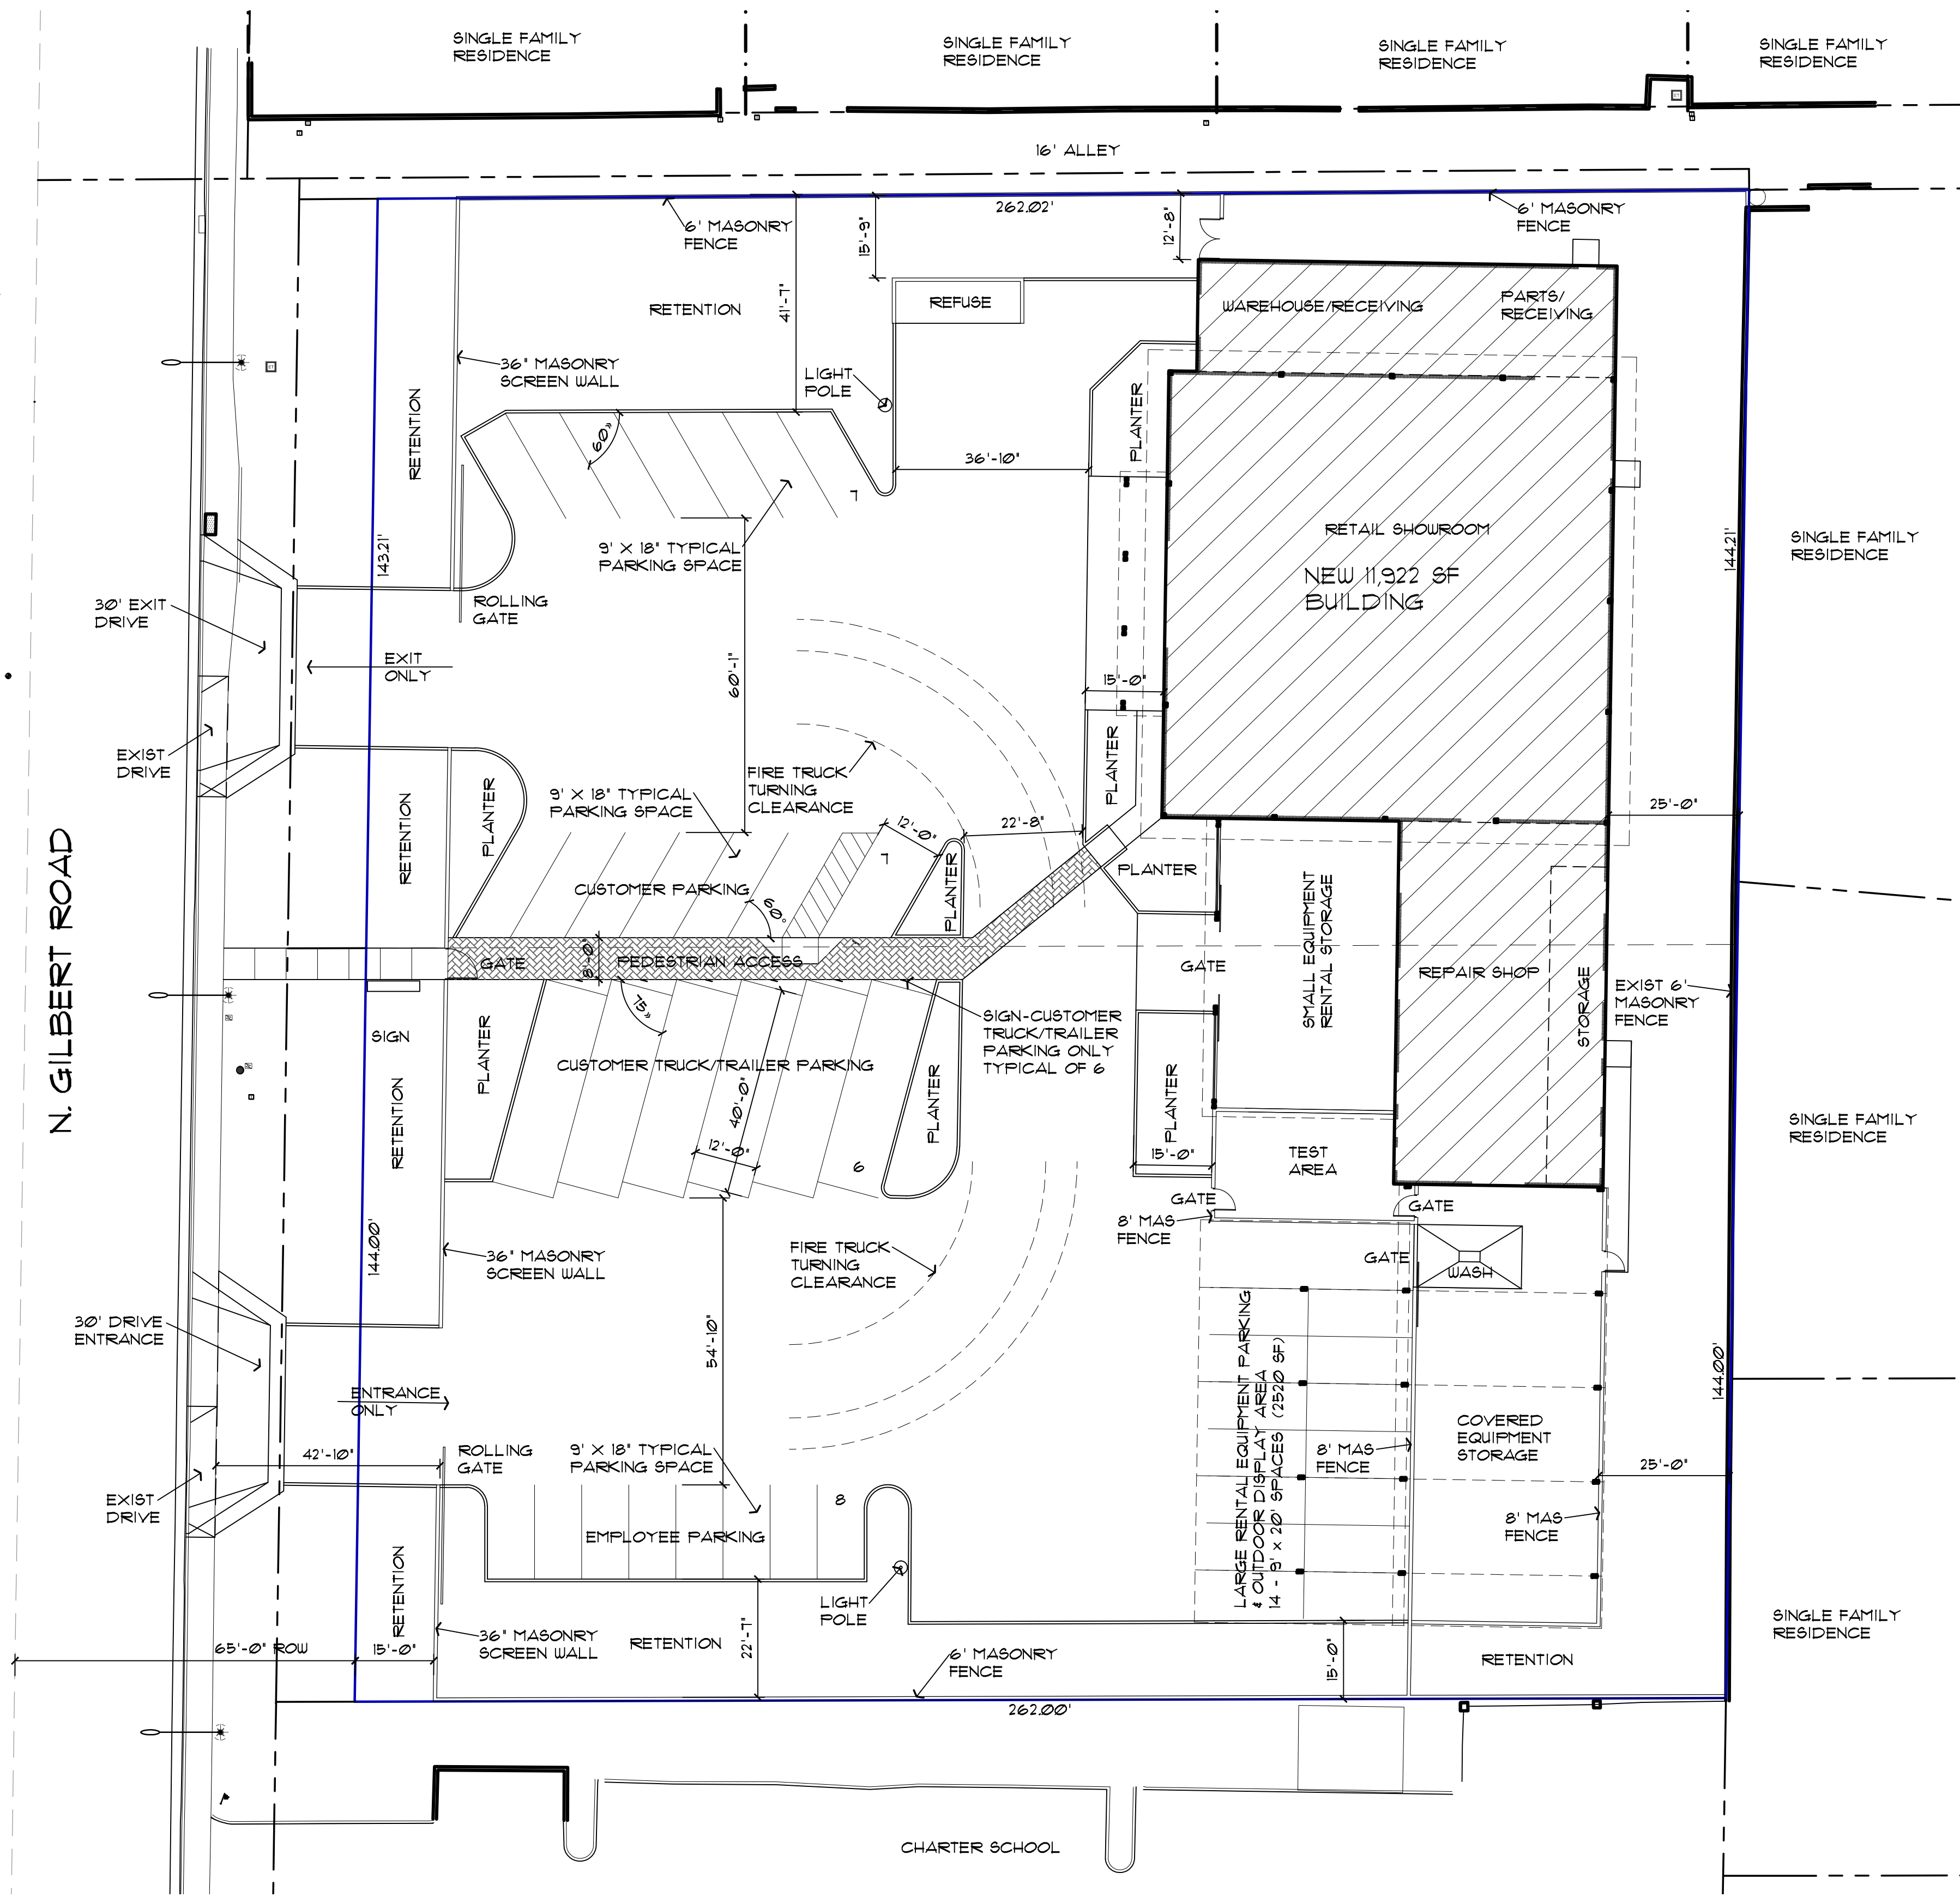 SINGLE FAMILY
RESIDENCE
SINGLE FAMILY
RESIDENCE
SINGLE FAMILY
RESIDENCE
SINGLE FAMILY
RESIDENCE
16' ALLEY
262.02'
6' MASONRY
FENCE
6' MASONRY
FENCE
15'-9"
12'-8"
41'-7"
RETENTION
REFUSE
WAREHOUSE/RECEIVING
PARTS/
RECEIVING
36" MASONRY
SCREEN WALL
LIGHT
POLE
RETENTION
PLANTER
60»
36'-10"
7
9' X 18" TYPICAL
PARKING SPACE
RETAIL SHOWROOM
NEW 11,922 SF
BUILDING
143.21'
144.21'
SINGLE FAMILY
RESIDENCE
30' EXIT
DRIVE
ROLLING
GATE
EXIT
ONLY
60'-1"
15'-0"
EXIST
DRIVE
FIRE TRUCK
TURNING
CLEARANCE
PLANTER
9' X 18" TYPICAL
PARKING SPACE
RETENTION
PLANTER
12'-0"
22'-8"
25'-0"
7
CUSTOMER PARKING
60°
PLANTER
PLANTER
N. GILBERT ROAD
GATE
8'-0"
PEDESTRIAN ACCESS
GATE
SMALL EQUIPMENT
RENTAL STORAGE
REPAIR SHOP
STORAGE
EXIST 6'
MASONRY
FENCE
SIGN
75»
SIGN-CUSTOMER
TRUCK/TRAILER
PARKING ONLY
TYPICAL OF 6
PLANTER
CUSTOMER TRUCK/TRAILER PARKING
RETENTION
40'-0"
12'-0"
PLANTER
PLANTER
6
15'-0"
TEST
AREA
SINGLE FAMILY
RESIDENCE
GATE
GATE
8' MAS
FENCE
144.00'
36" MASONRY
SCREEN WALL
FIRE TRUCK
TURNING
CLEARANCE
GATE
WASH
30' DRIVE
ENTRANCE
54'-10"
144.00'
ENTRANCE
ONLY
LARGE RENTAL EQUIPMENT PARKING
& OUTDOOR DISPLAY AREA
14 - 9' x 20' SPACES (2520 SF)
COVERED
EQUIPMENT
STORAGE
8' MAS
FENCE
42'-10"
ROLLING
GATE
9' X 18" TYPICAL
PARKING SPACE
25'-0"
EXIST
DRIVE
8
EMPLOYEE PARKING
8' MAS
FENCE
RETENTION
LIGHT
POLE
65'-0" ROW
15'-0"
36" MASONRY
SCREEN WALL
RETENTION
22'-7"
6' MASONRY
FENCE
15'-0"
RETENTION
SINGLE FAMILY
RESIDENCE
262.00'
CHARTER SCHOOL